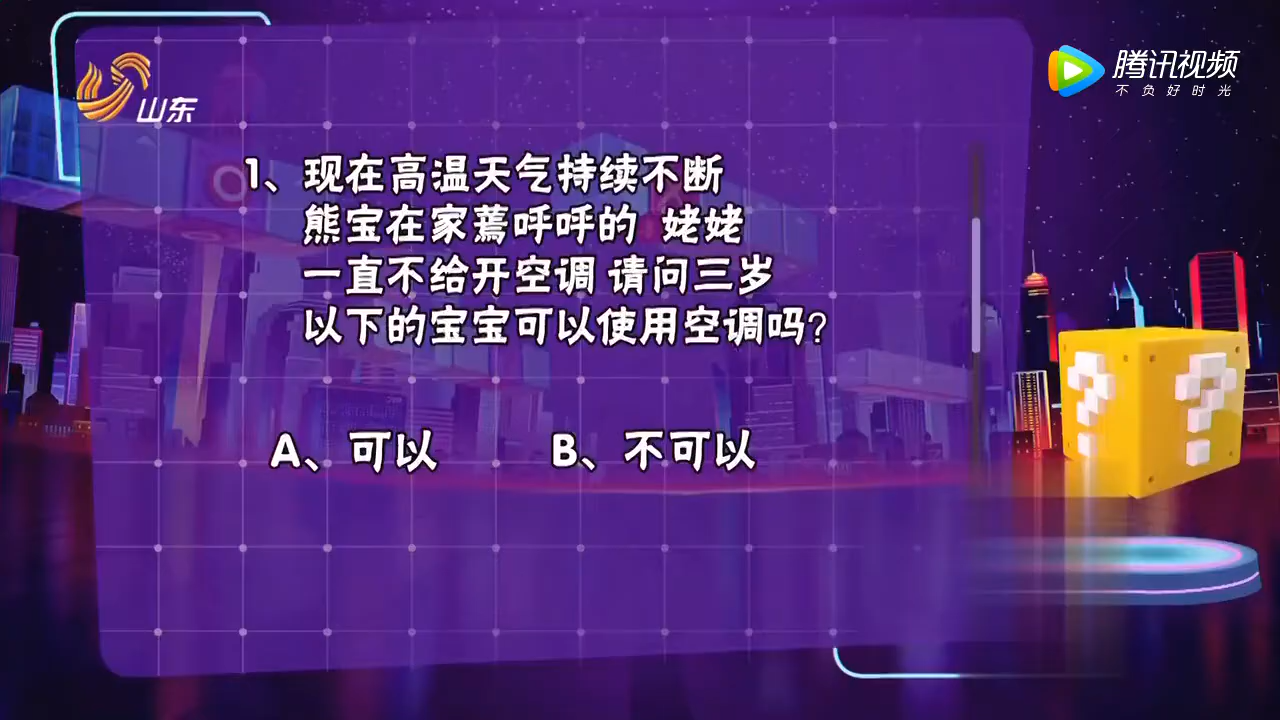 山东
腾讯视频
不负好时光
1、现在高温天气持续不断
熊宝在家蔫呼呼的 姥姥
一直不给开空调 请问三岁
以下的宝宝可以使用空调吗?
A、可以 B、不可以